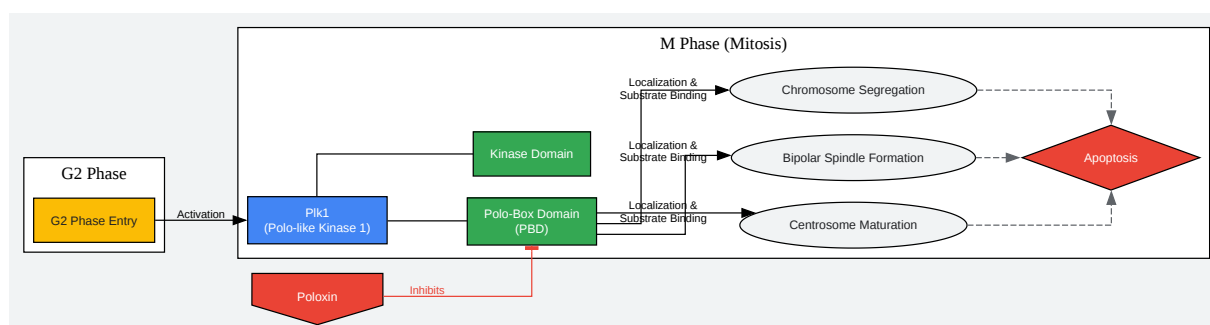 M Phase (Mitosis)
Localization &
Substrate Binding
Chromosome Segregation
Kinase Domain
Localization &
Substrate Binding
Bipolar Spindle Formation
Apoptosis
G2 Phase
G2 Phase Entry
Activation
Plk1
(Polo-like Kinase 1)
Polo-Box Domain
(PBD)
Localization &
Substrate Binding
Centrosome Maturation
Poloxin
Inhibits